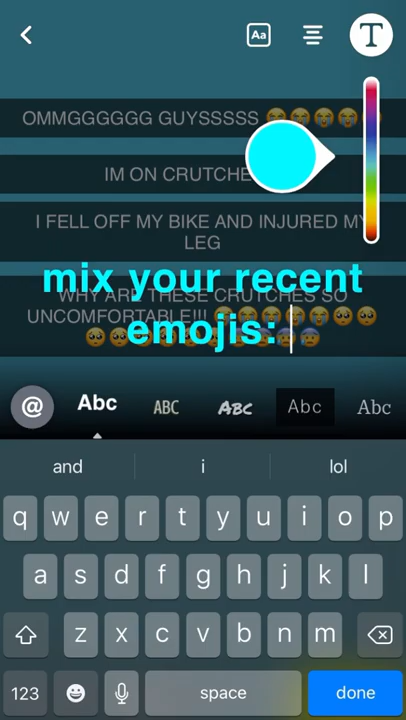 Aa
T
OMMGGGGGG GUYSSSSS 😭😭😭😭
IM ON CRUTCHE
I FELL OFF MY BIKE AND INJURED MY
LEG
mix your recent
WHY ARE THESE CRUTCHES SO
UNCOMFORTABLE!!! 😭😭😭😭😭🥺🥺
emojis:
@ Abc ABC ABC Abc Abc
and i lol
q w e r t y u i o p
a s d f g h j k l
z x c v b n m
123 space done